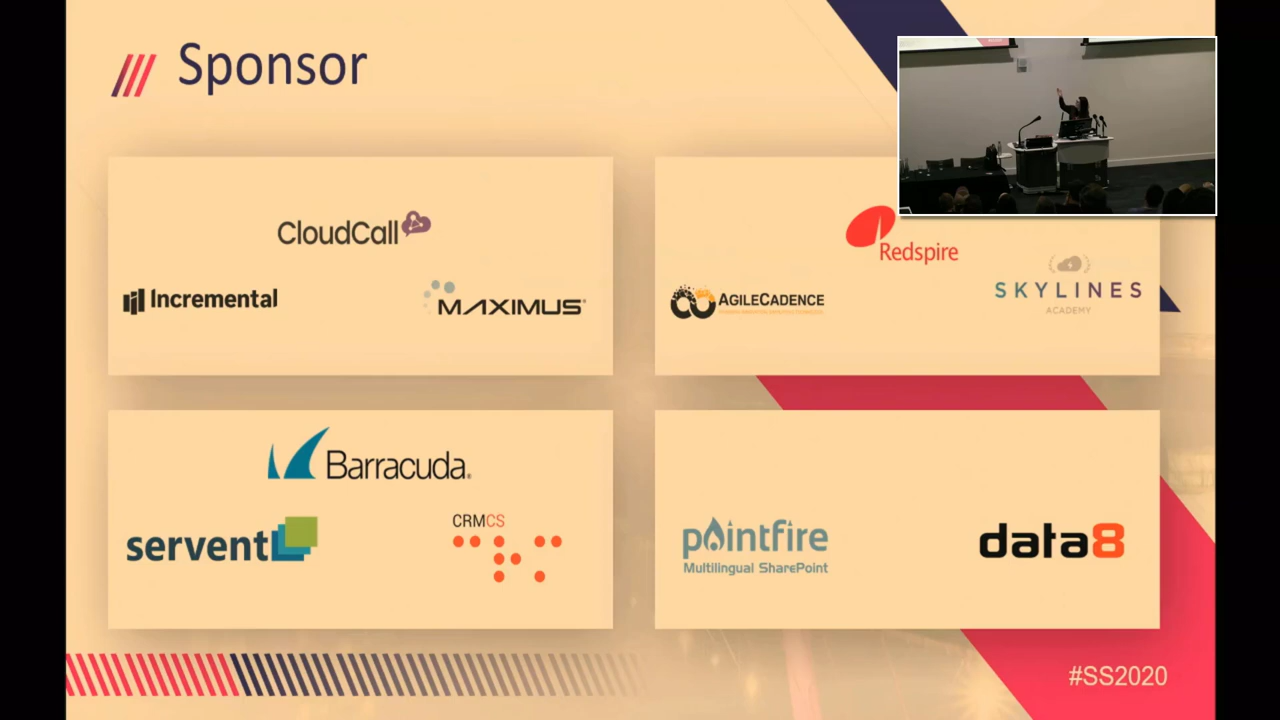 Sponsor
CloudCall
Incremental
MAXIMUS®
Redspire
AGILECADENCE
SKYLINES
ACADEMY
Barracuda®
servent
CRMCS
pointfire
Multilingual SharePoint
data8
#SS2020